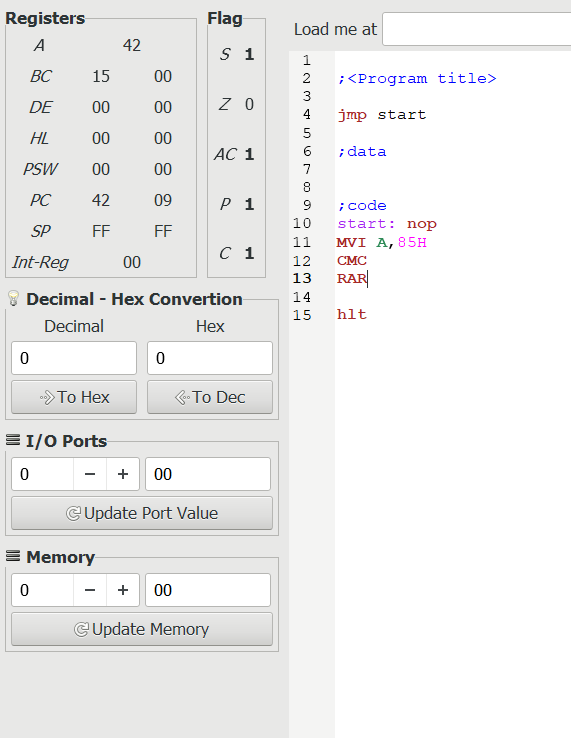 Registers
A 42
BC 15 00
DE 00 00
HL 00 00
PSW 00 00
PC 42 09
SP FF FF
Int-Reg 00
Flag
S 1
Z 0
AC 1
P 1
C 1
Decimal - Hex Convertion
Decimal Hex
0 0
To Hex To Dec
I/O Ports
0 − + 00
Update Port Value
Memory
0 − + 00
Update Memory
Load me at
1
2 ;<Program title>
3
4 jmp start
5
6 ;data
7
8
9 ;code
10 start: nop
11 MVI A,85H
12 CMC
13 RAR
14
15 hlt